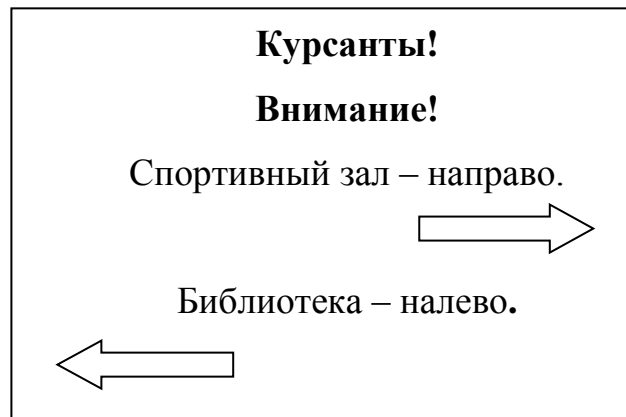 Курсанты!
Внимание!
Спортивный зал – направо.
Библиотека – налево.